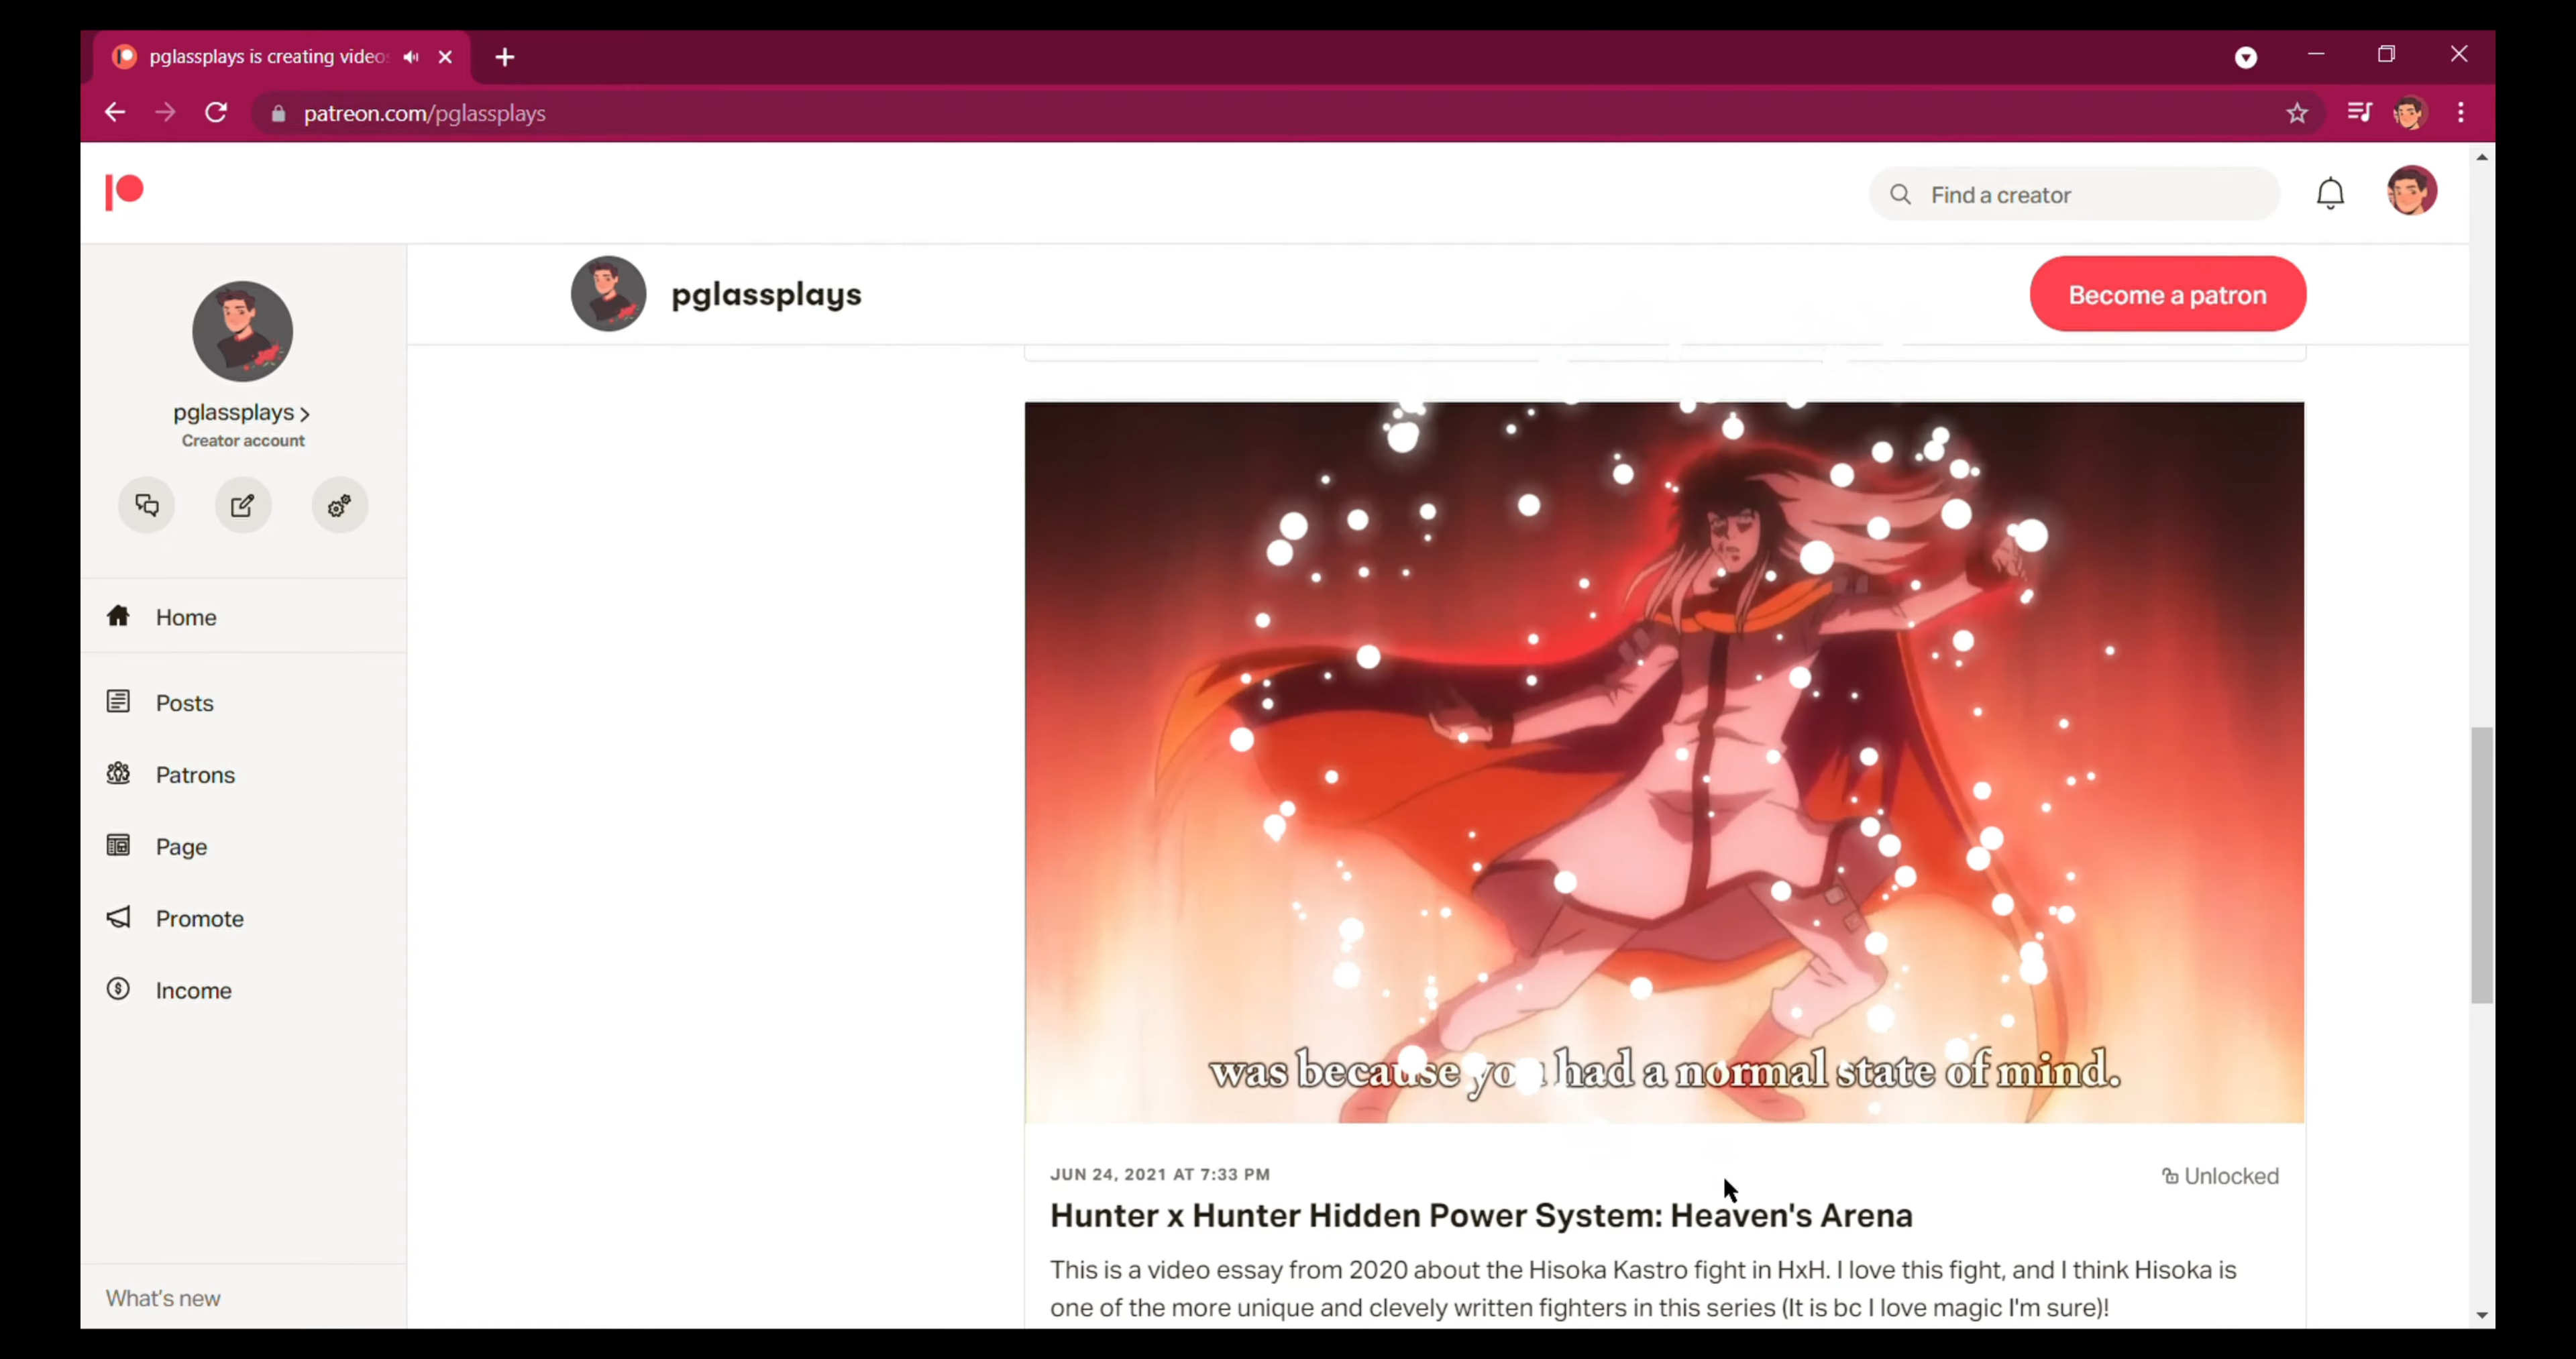 pglassplays is creating video
patreon.com/pglassplays
Find a creator
pglassplays
Become a patron
pglassplays >
Creator account
Home
Posts
Patrons
Page
Promote
Income
What's new
was because you had a normal state of mind.
JUN 24, 2021 AT 7:33 PM
Unlocked
Hunter x Hunter Hidden Power System: Heaven's Arena
This is a video essay from 2020 about the Hisoka Kastro fight in HxH. I love this fight, and I think Hisoka is
one of the more unique and clevely written fighters in this series (It is bc I love magic I'm sure)!